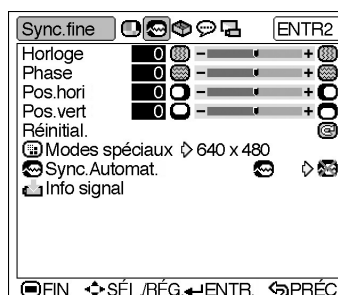 Sync.fine ENTR2
Horloge 0 - +
Phase 0 - +
Pos.hori 0 - +
Pos.vert 0 - +
Réinitial.
Modes spéciaux 640 x 480
Sync.Automat.
Info signal
FIN SÉL./RÉG. ENTR. PRÉC